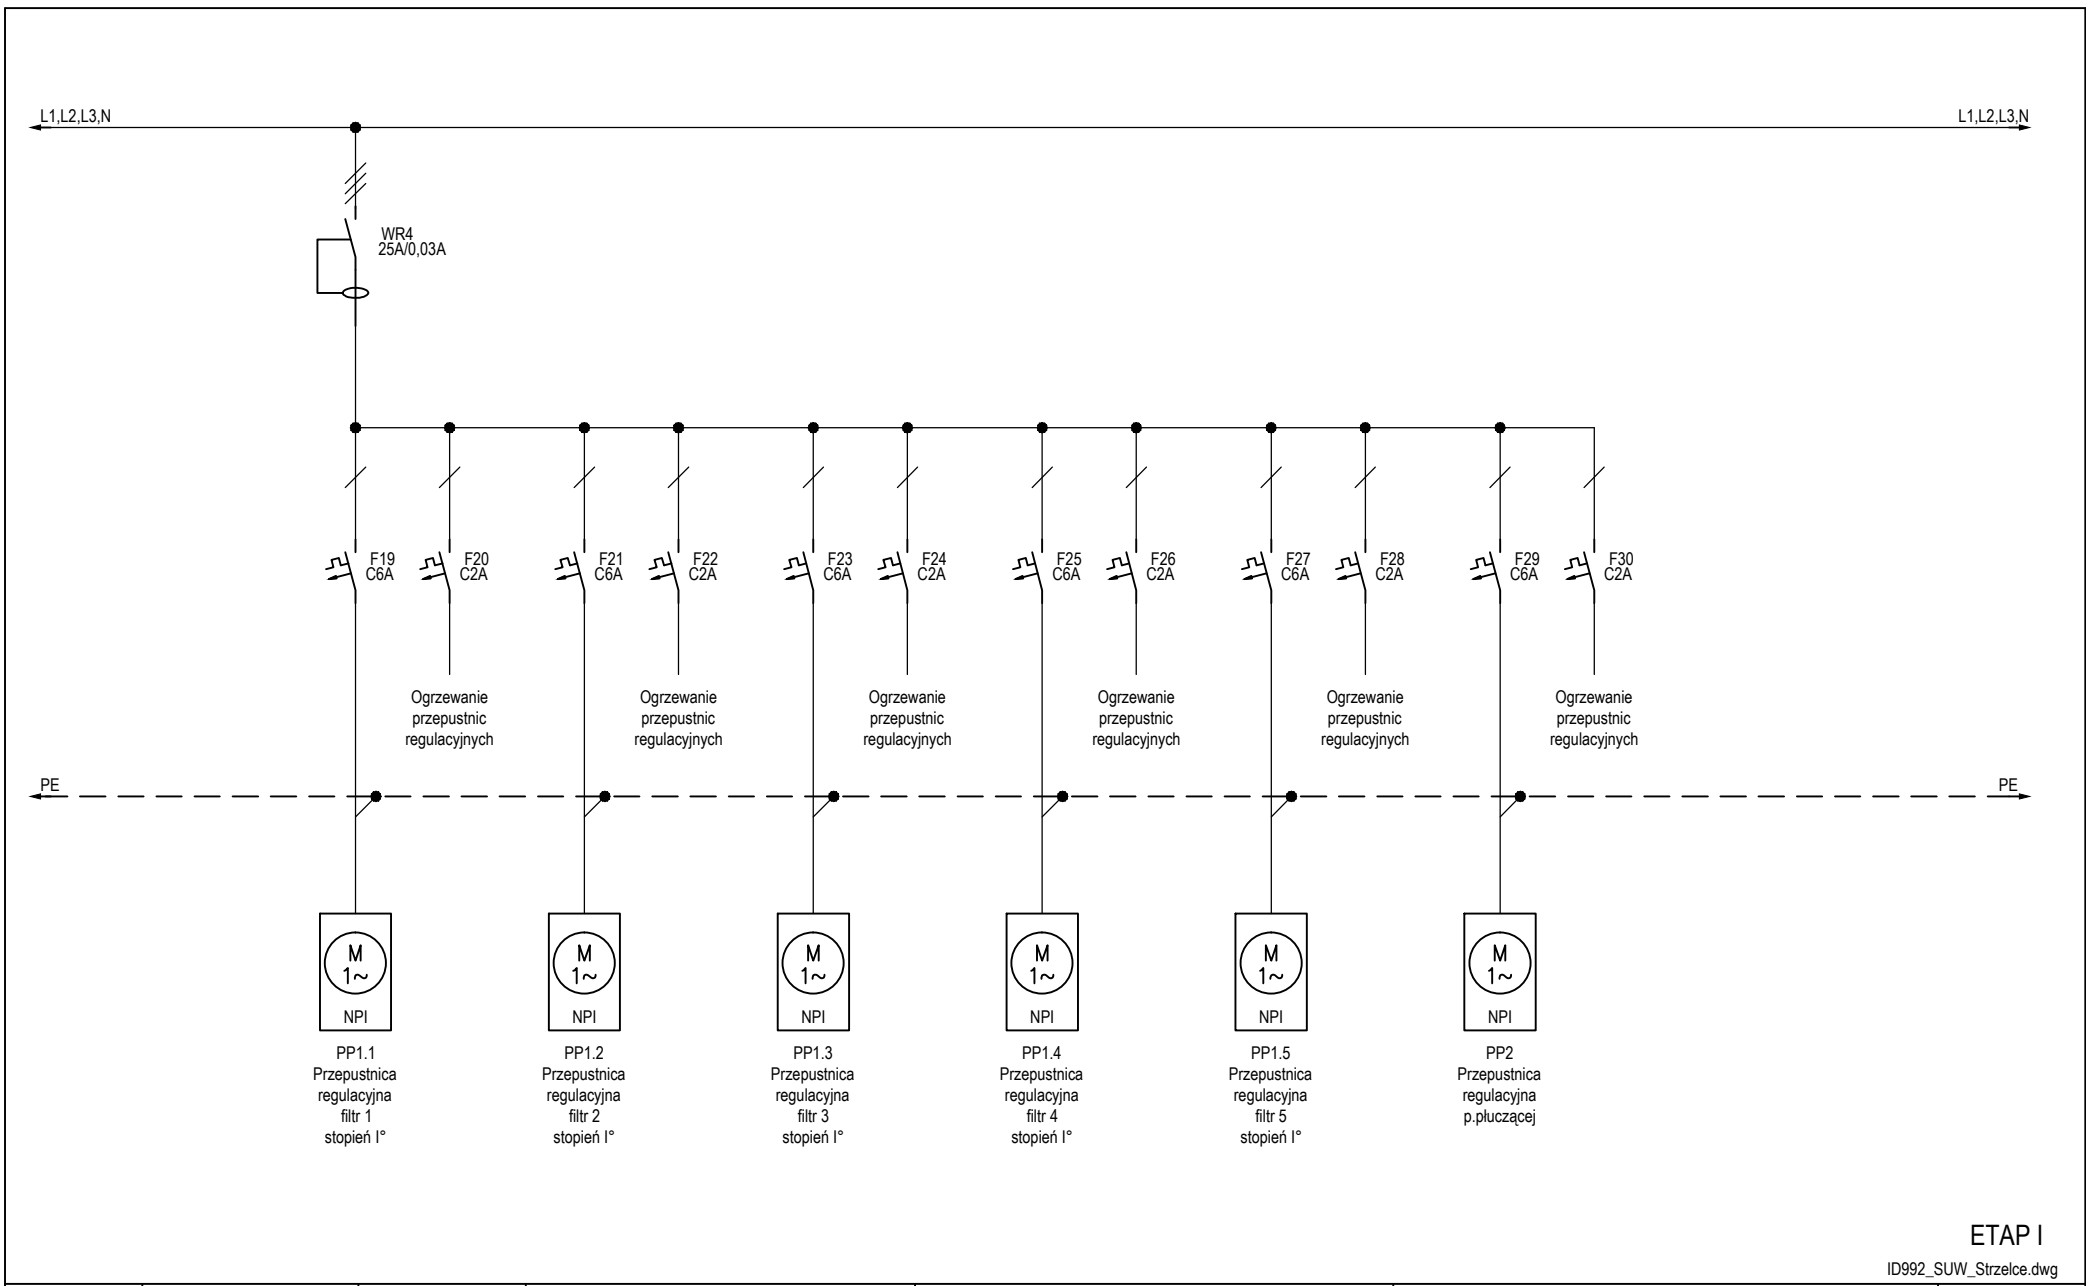 L1,L2,L3,N
L1,L2,L3,N
WR4
25A/0,03A
F19
C6A
F20
C2A
F21
C6A
F22
C2A
F23
C6A
F24
C2A
F25
C6A
F26
C2A
F27
C6A
F28
C2A
F29
C6A
F30
C2A
Ogrzewanie
przepustnic
regulacyjnych
Ogrzewanie
przepustnic
regulacyjnych
Ogrzewanie
przepustnic
regulacyjnych
Ogrzewanie
przepustnic
regulacyjnych
Ogrzewanie
przepustnic
regulacyjnych
Ogrzewanie
przepustnic
regulacyjnych
PE
PE
M
1~
NPI
PP1.1
Przepustnica
regulacyjna
filtr 1
stopień I°
M
1~
NPI
PP1.2
Przepustnica
regulacyjna
filtr 2
stopień I°
M
1~
NPI
PP1.3
Przepustnica
regulacyjna
filtr 3
stopień I°
M
1~
NPI
PP1.4
Przepustnica
regulacyjna
filtr 4
stopień I°
M
1~
NPI
PP1.5
Przepustnica
regulacyjna
filtr 5
stopień I°
M
1~
NPI
PP2
Przepustnica
regulacyjna
p.płuczącej
ETAP I
ID992_SUW_Strzelce.dwg